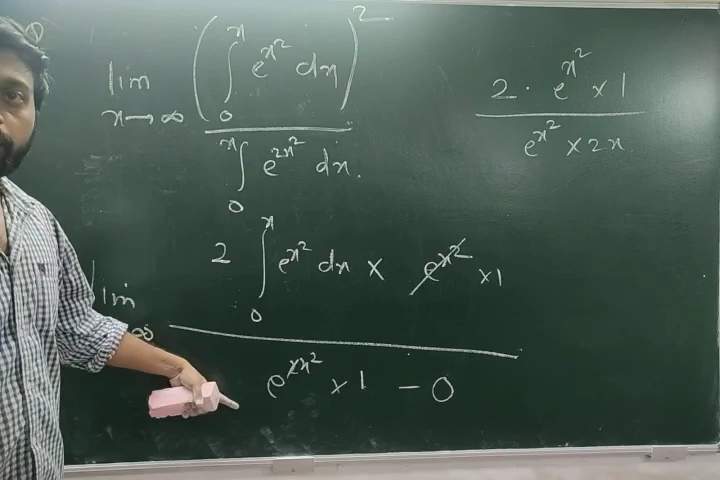 lim x→∞ (∫₀ˣ e^{x²} dx)²
∫₀ˣ e^{2x²} dx.
lim ∞ 2 ∫₀ˣ e^{x²} dx × e^{x²} ×1
e^{2x²} ×1 - 0
2 · e^{x²} ×1
e^{x²} × 2x